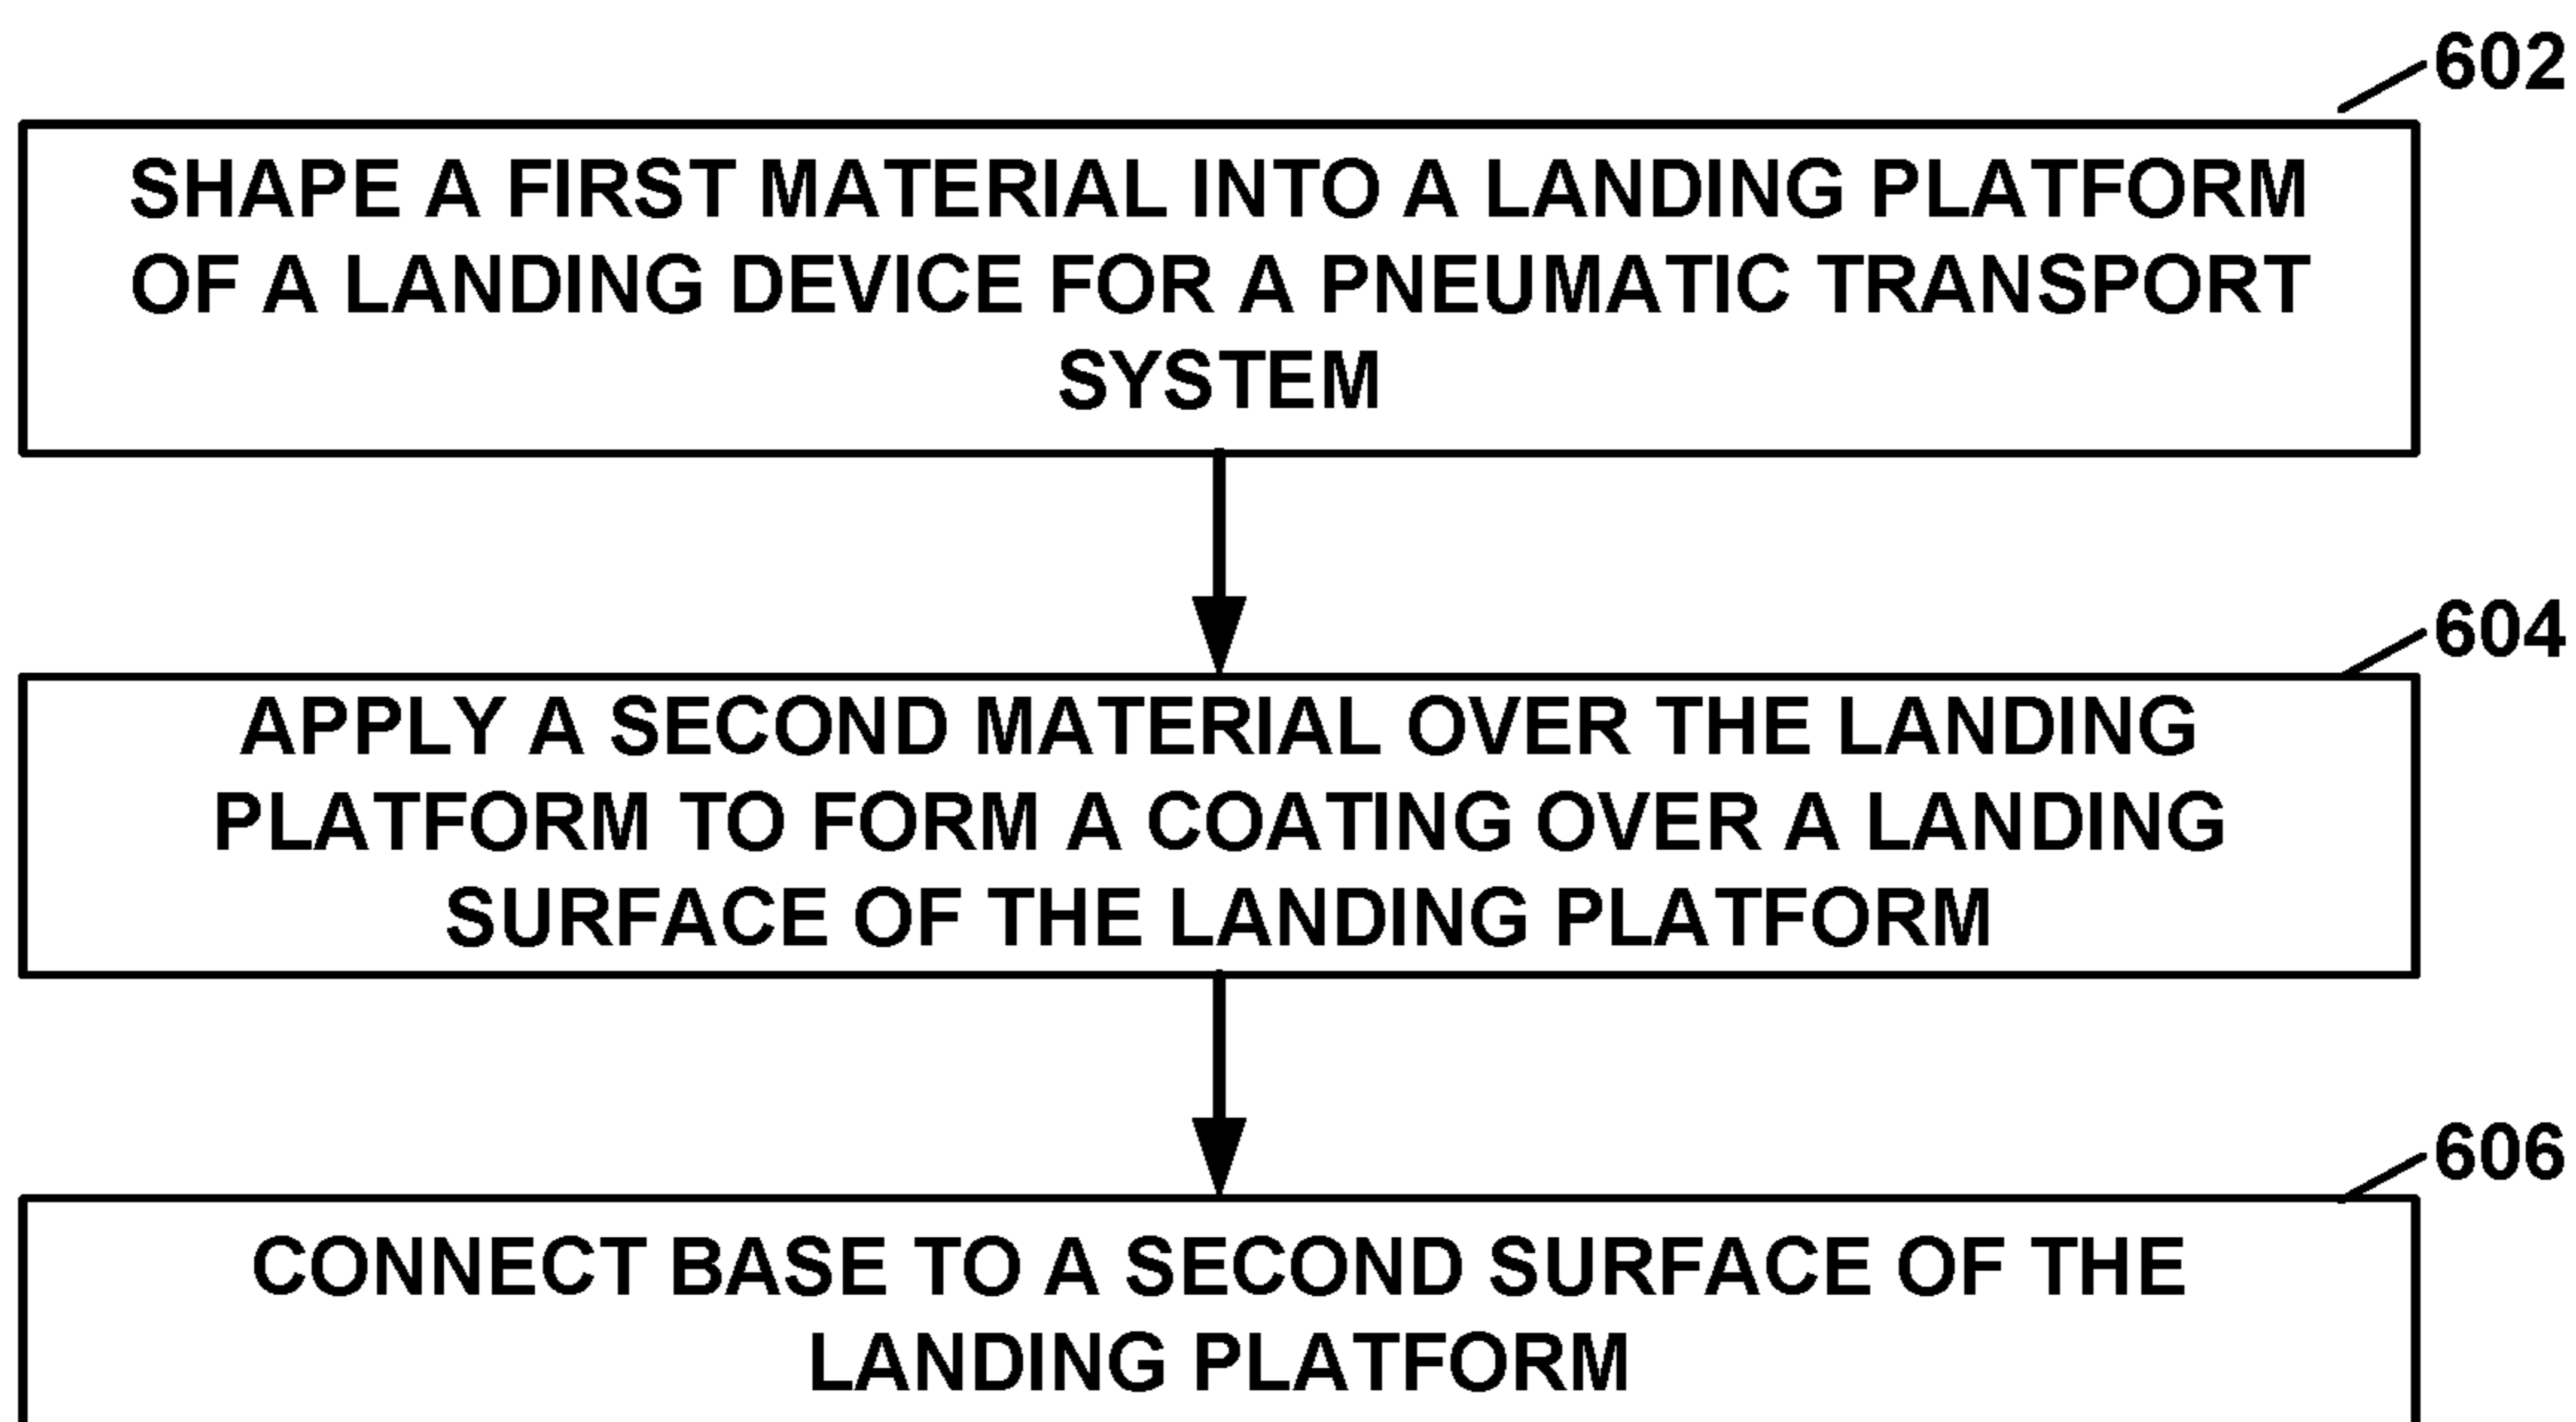 602
SHAPE A FIRST MATERIAL INTO A LANDING PLATFORM
OF A LANDING DEVICE FOR A PNEUMATIC TRANSPORT
SYSTEM
604
APPLY A SECOND MATERIAL OVER THE LANDING
PLATFORM TO FORM A COATING OVER A LANDING
SURFACE OF THE LANDING PLATFORM
606
CONNECT BASE TO A SECOND SURFACE OF THE
LANDING PLATFORM